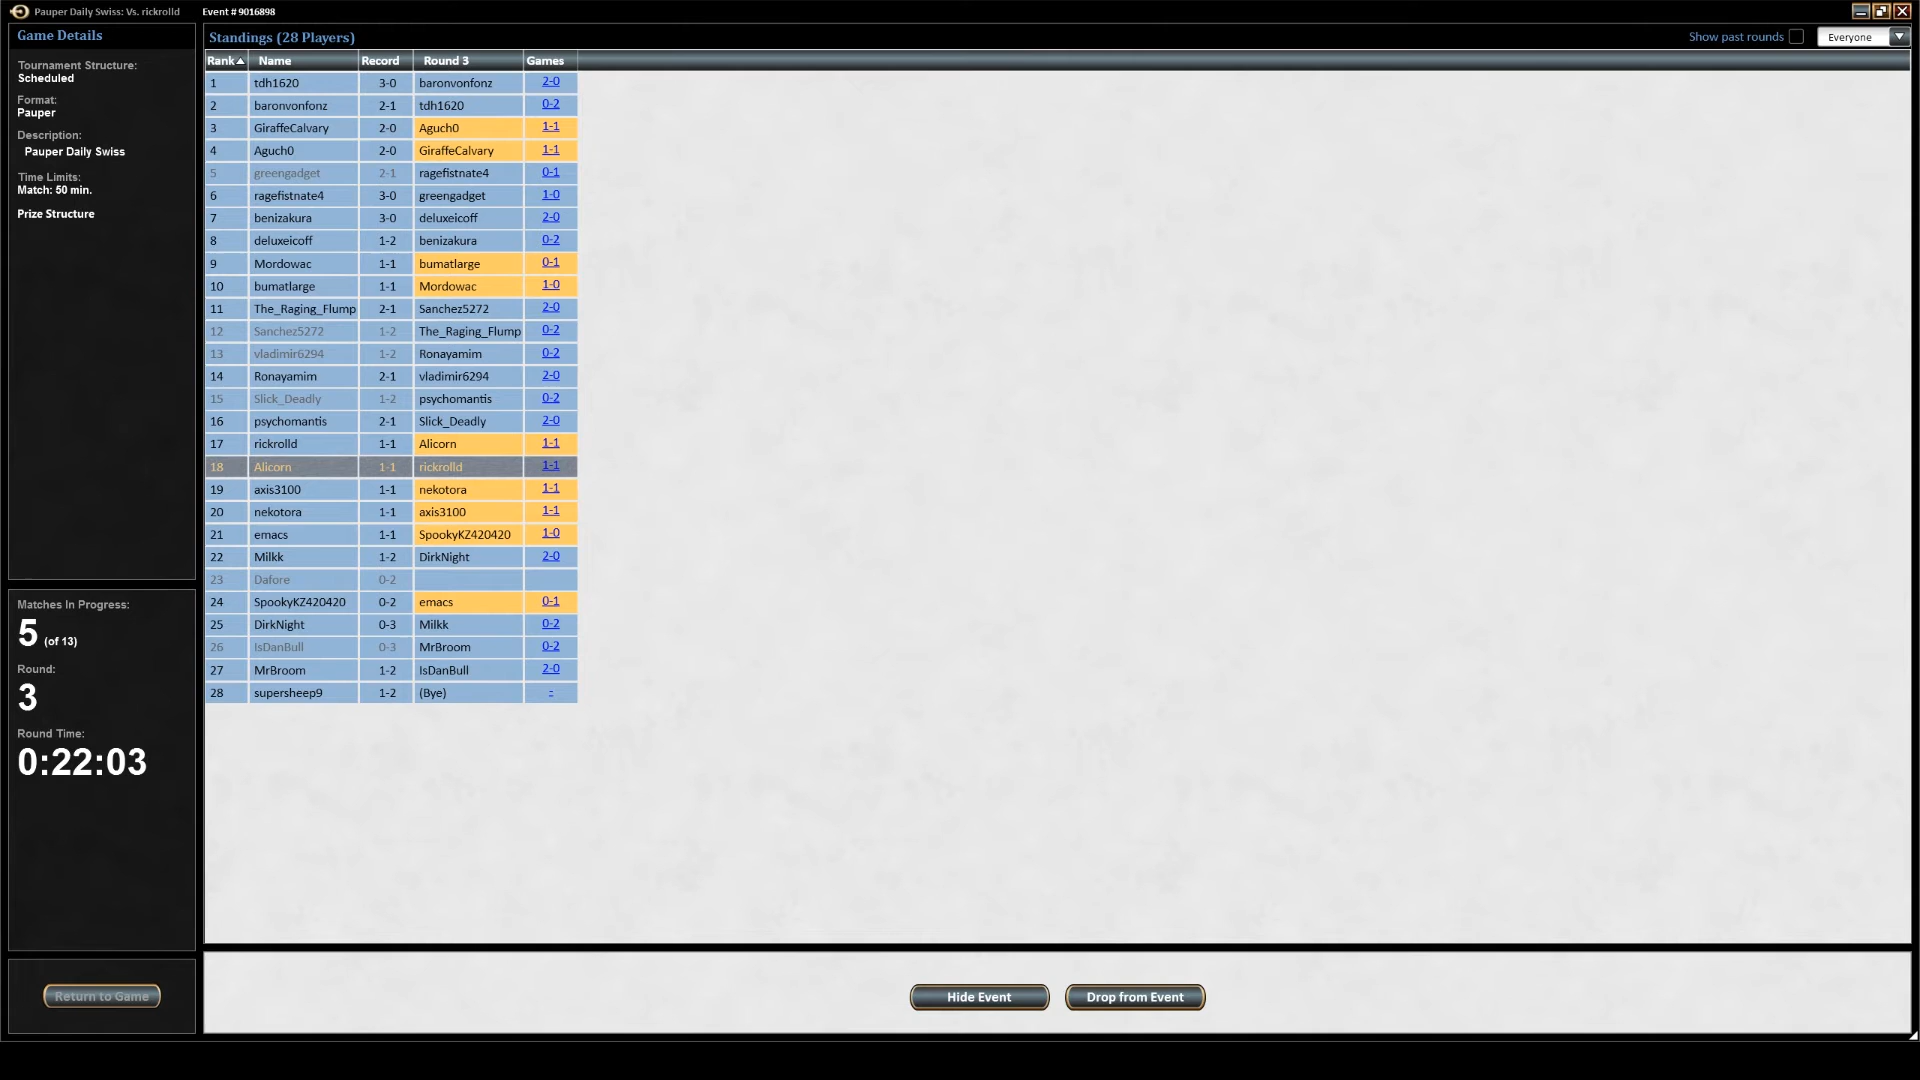 Pauper Daily Swiss: Vs. rickrolld Event # 9016898
Game Details
Tournament Structure:
Scheduled
Format:
Pauper
Description:
Pauper Daily Swiss
Time Limits:
Match: 50 min.
Prize Structure
Matches In Progress:
5 (of 13)
Round:
3
Round Time:
0:22:03
Return to Game
Standings (28 Players) Show past rounds Everyone
Rank Name Record Round 3 Games
1 tdh1620 3-0 baronvonfonz 2-0
2 baronvonfonz 2-1 tdh1620 0-2
3 GiraffeCalvary 2-0 Aguch0 1-1
4 Aguch0 2-0 GiraffeCalvary 1-1
5 greengadget 2-1 ragefistnate4 0-1
6 ragefistnate4 3-0 greengadget 1-0
7 benizakura 3-0 deluxeicoff 2-0
8 deluxeicoff 1-2 benizakura 0-2
9 Mordowac 1-1 bumatlarge 0-1
10 bumatlarge 1-1 Mordowac 1-0
11 The_Raging_Flump 2-1 Sanchez5272 2-0
12 Sanchez5272 1-2 The_Raging_Flump 0-2
13 vladimir6294 1-2 Ronayamim 0-2
14 Ronayamim 2-1 vladimir6294 2-0
15 Slick_Deadly 1-2 psychomantis 0-2
16 psychomantis 2-1 Slick_Deadly 2-0
17 rickrolld 1-1 Alicorn 1-1
18 Alicorn 1-1 rickrolld 1-1
19 axis3100 1-1 nekotora 1-1
20 nekotora 1-1 axis3100 1-1
21 emacs 1-1 SpookyKZ420420 1-0
22 Milkk 1-2 DirkNight 2-0
23 Dafore 0-2
24 SpookyKZ420420 0-2 emacs 0-1
25 DirkNight 0-3 Milkk 0-2
26 IsDanBull 0-3 MrBroom 0-2
27 MrBroom 1-2 IsDanBull 2-0
28 supersheep9 1-2 (Bye) -
Hide Event Drop from Event